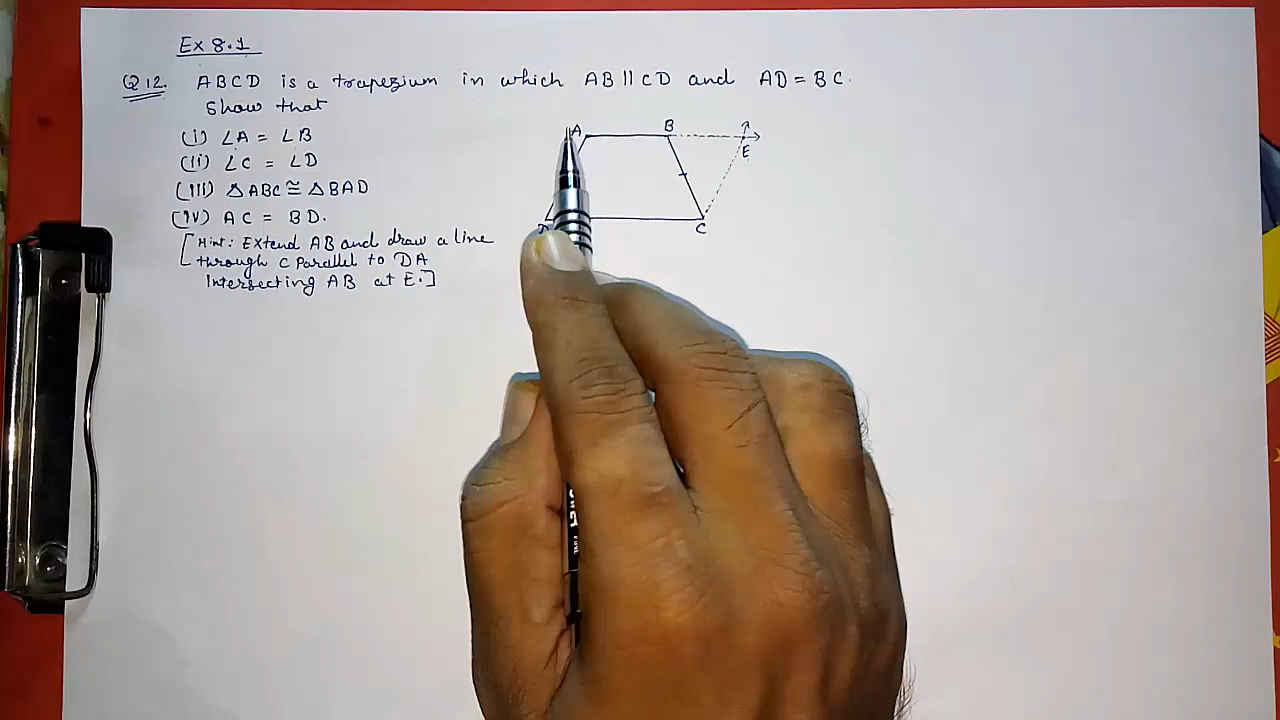 Ex 8.1
Q 12. ABCD is a trapezium in which AB || CD and AD = BC.
Show that
(i) ∠A = ∠B
(ii) ∠C = ∠D
(iii) △ABC ≅ △BAD
(iv) AC = BD.
[Hint: Extend AB and draw a line
through C parallel to DA
Intersecting AB at E.]
A B
E
D C